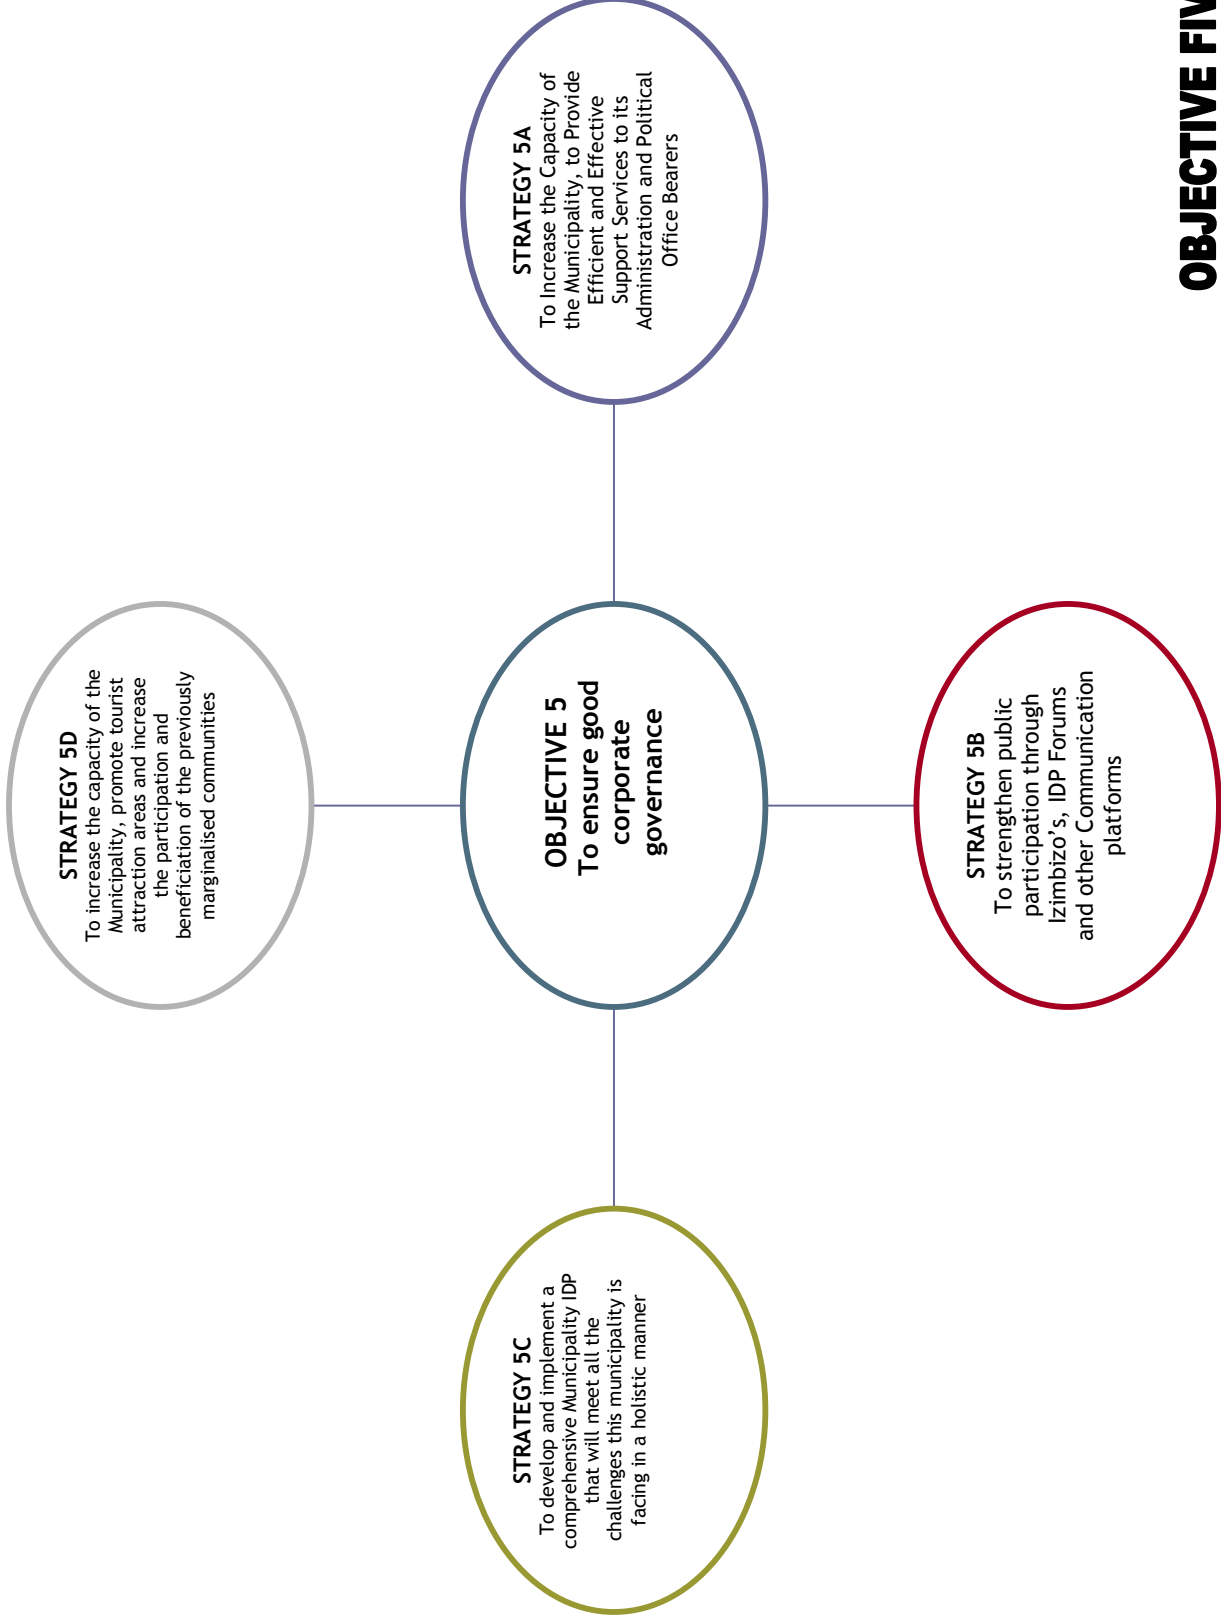 STRATEGY 5D
To increase the capacity of the
Municipality, promote tourist
attraction areas and increase
the participation and
beneficiation of the previously
marginalised communities
STRATEGY 5C
To develop and implement a
comprehensive Municipality IDP
that will meet all the
challenges this municipality is
facing in a holistic manner
OBJECTIVE 5
To ensure good
corporate
governance
STRATEGY 5A
To Increase the Capacity of
the Municipality, to Provide
Efficient and Effective
Support Services to its
Administration and Political
Office Bearers
STRATEGY 5B
To strengthen public
participation through
Izimbizo’s, IDP Forums
and other Communication
platforms
OBJECTIVE FIV